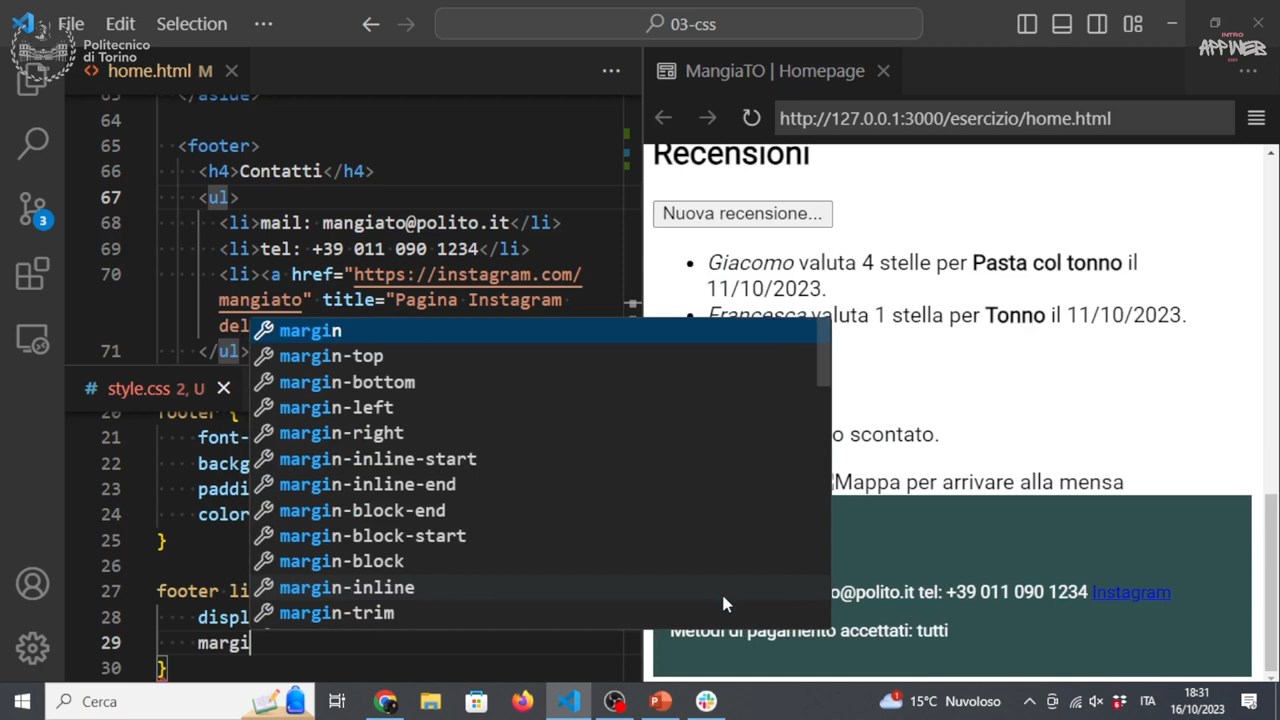 File Edit Selection ··· 03-css
Politecnico
di Torino
INTRO
APPWEB
home.html M
MangiaTO | Homepage
http://127.0.0.1:3000/esercizio/home.html
65 </aside>
64
65 <footer>
66 <h4>Contatti</h4>
67 <ul>
68 <li>mail: mangiato@polito.it</li>
69 <li>tel: +39 011 090 1234</li>
70 <li><a href="https://instagram.com/
mangiato" title="Pagina Instagram
del
71 </ul>
# style.css 2, U
20 footer {
21 font-
22 backg
23 paddi
24 color
25 }
26
27 footer li
28 displ
29 margi
30 }
margin
margin-top
margin-bottom
margin-left
margin-right
margin-inline-start
margin-inline-end
margin-block-end
margin-block-start
margin-block
margin-inline
margin-trim
Recensioni
Nuova recensione...
• Giacomo valuta 4 stelle per Pasta col tonno il
11/10/2023.
• Francesca valuta 1 stella per Tonno il 11/10/2023.
o scontato.
Mappa per arrivare alla mensa
o@polito.it tel: +39 011 090 1234 Instagram
Metodi di pagamento accettati: tutti
3
Cerca
1
15°C Nuvoloso
ITA
18:31
16/10/2023